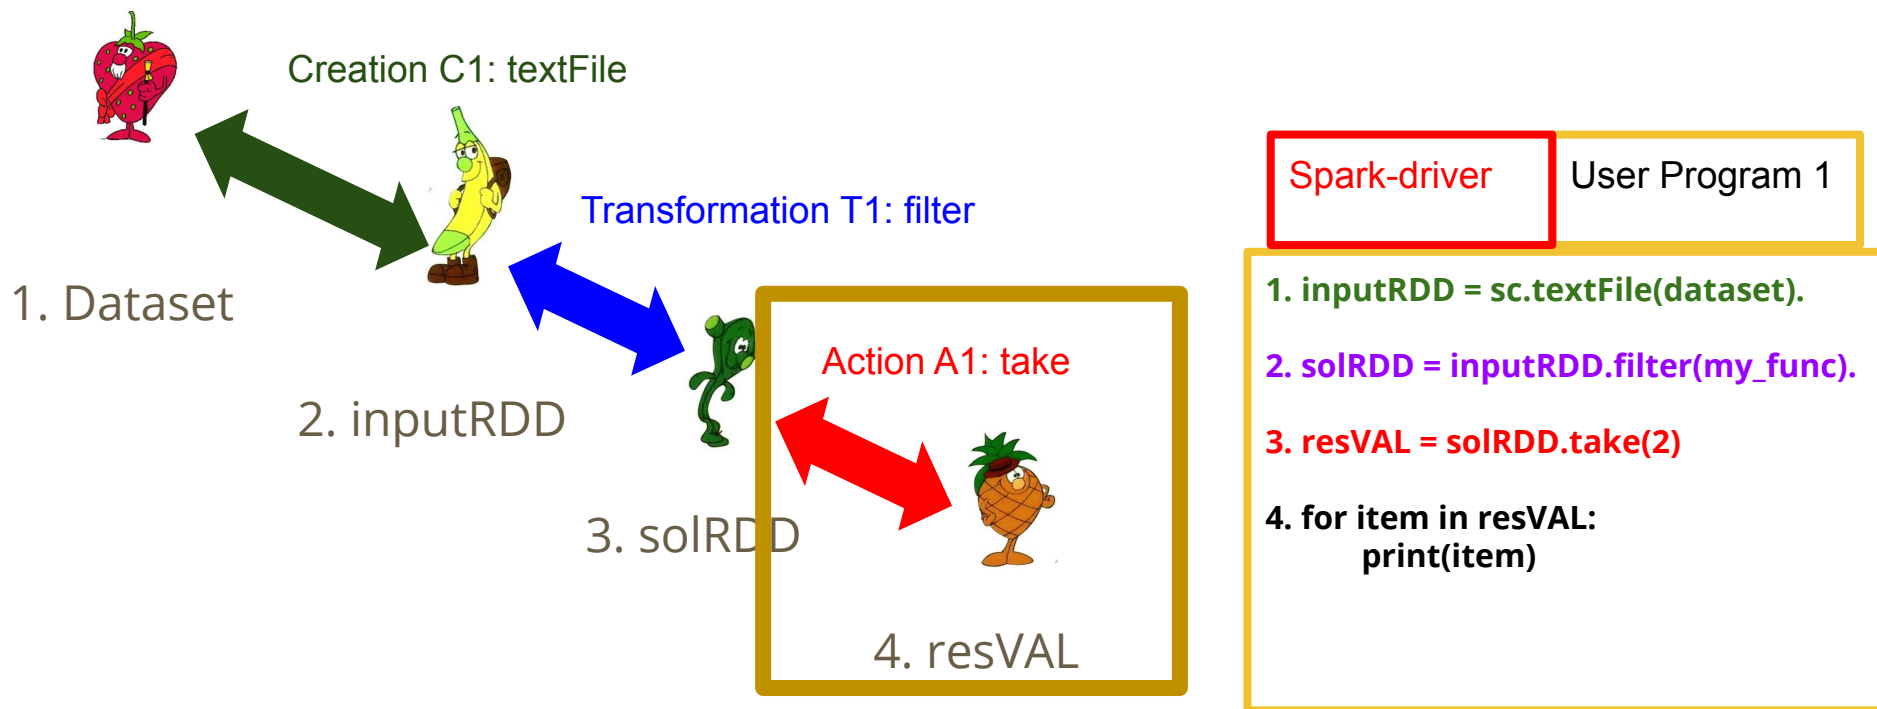 Creation C1: textFile
Transformation T1: filter
1. Dataset
Action A1: take
2. inputRDD
3. solRDD
4. resVAL
Spark-driver
User Program 1
1. inputRDD = sc.textFile(dataset).
2. solRDD = inputRDD.filter(my_func).
3. resVAL = solRDD.take(2)
4. for item in resVAL:
print(item)